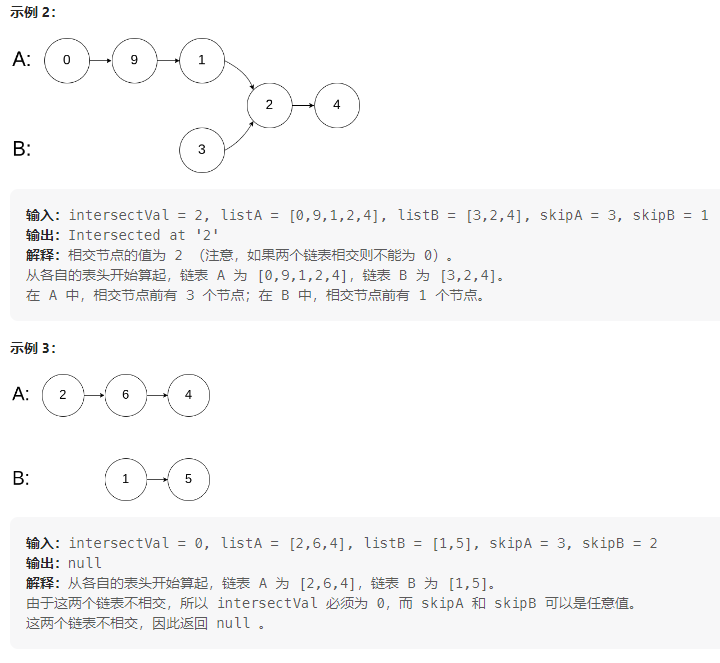 示例 2：
A: 0 9 1
2 4
B: 3
输入：intersectVal = 2, listA = [0,9,1,2,4], listB = [3,2,4], skipA = 3, skipB = 1
输出：Intersected at '2'
解释：相交节点的值为 2 （注意，如果两个链表相交则不能为 0）。
从各自的表头开始算起，链表 A 为 [0,9,1,2,4]，链表 B 为 [3,2,4]。
在 A 中，相交节点前有 3 个节点；在 B 中，相交节点前有 1 个节点。
示例 3：
A: 2 6 4
B: 1 5
输入：intersectVal = 0, listA = [2,6,4], listB = [1,5], skipA = 3, skipB = 2
输出：null
解释：从各自的表头开始算起，链表 A 为 [2,6,4]，链表 B 为 [1,5]。
由于这两个链表不相交，所以 intersectVal 必须为 0，而 skipA 和 skipB 可以是任意值。
这两个链表不相交，因此返回 null 。